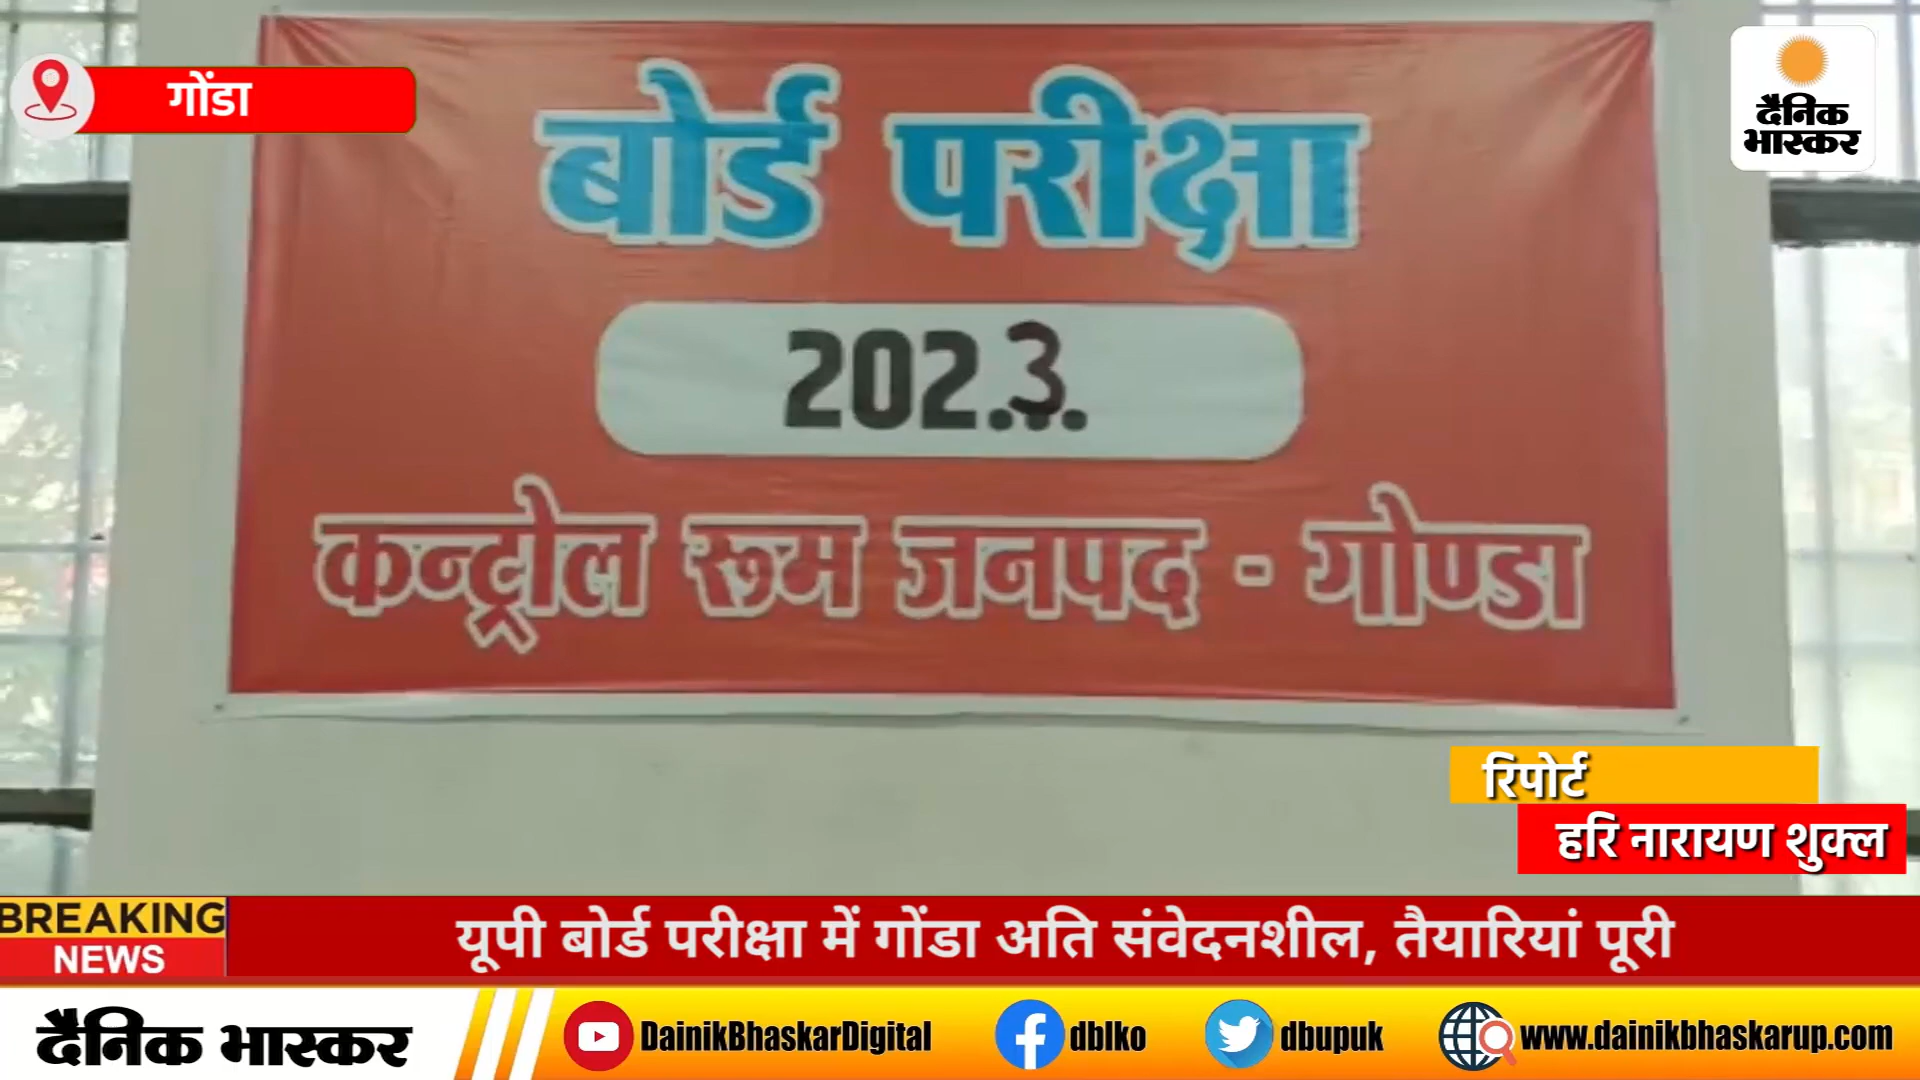 गोंडा
दैनिक
भास्कर
बोर्ड परीक्षा
202.3.
कन्ट्रोल रूम जनपद - गोण्डा
रिपोर्ट
हरि नारायण शुक्ल
BREAKING
NEWS
यूपी बोर्ड परीक्षा में गोंडा अति संवेदनशील, तैयारियां पूरी
दैनिक भास्कर
DainikBhaskarDigital
dblko
dbupuk
www.dainikbhaskarup.com